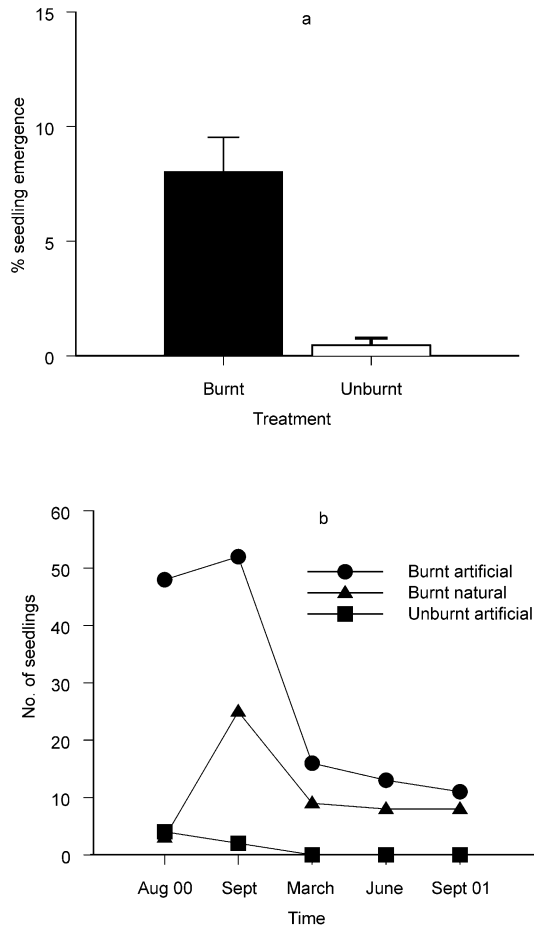 a
15
10
5
0
% seedling emergence
Burnt
Unburnt
Treatment
b
60
50
40
30
20
10
0
No. of seedlings
Burnt artificial
Burnt natural
Unburnt artificial
Aug 00
Sept
March
June
Sept 01
Time